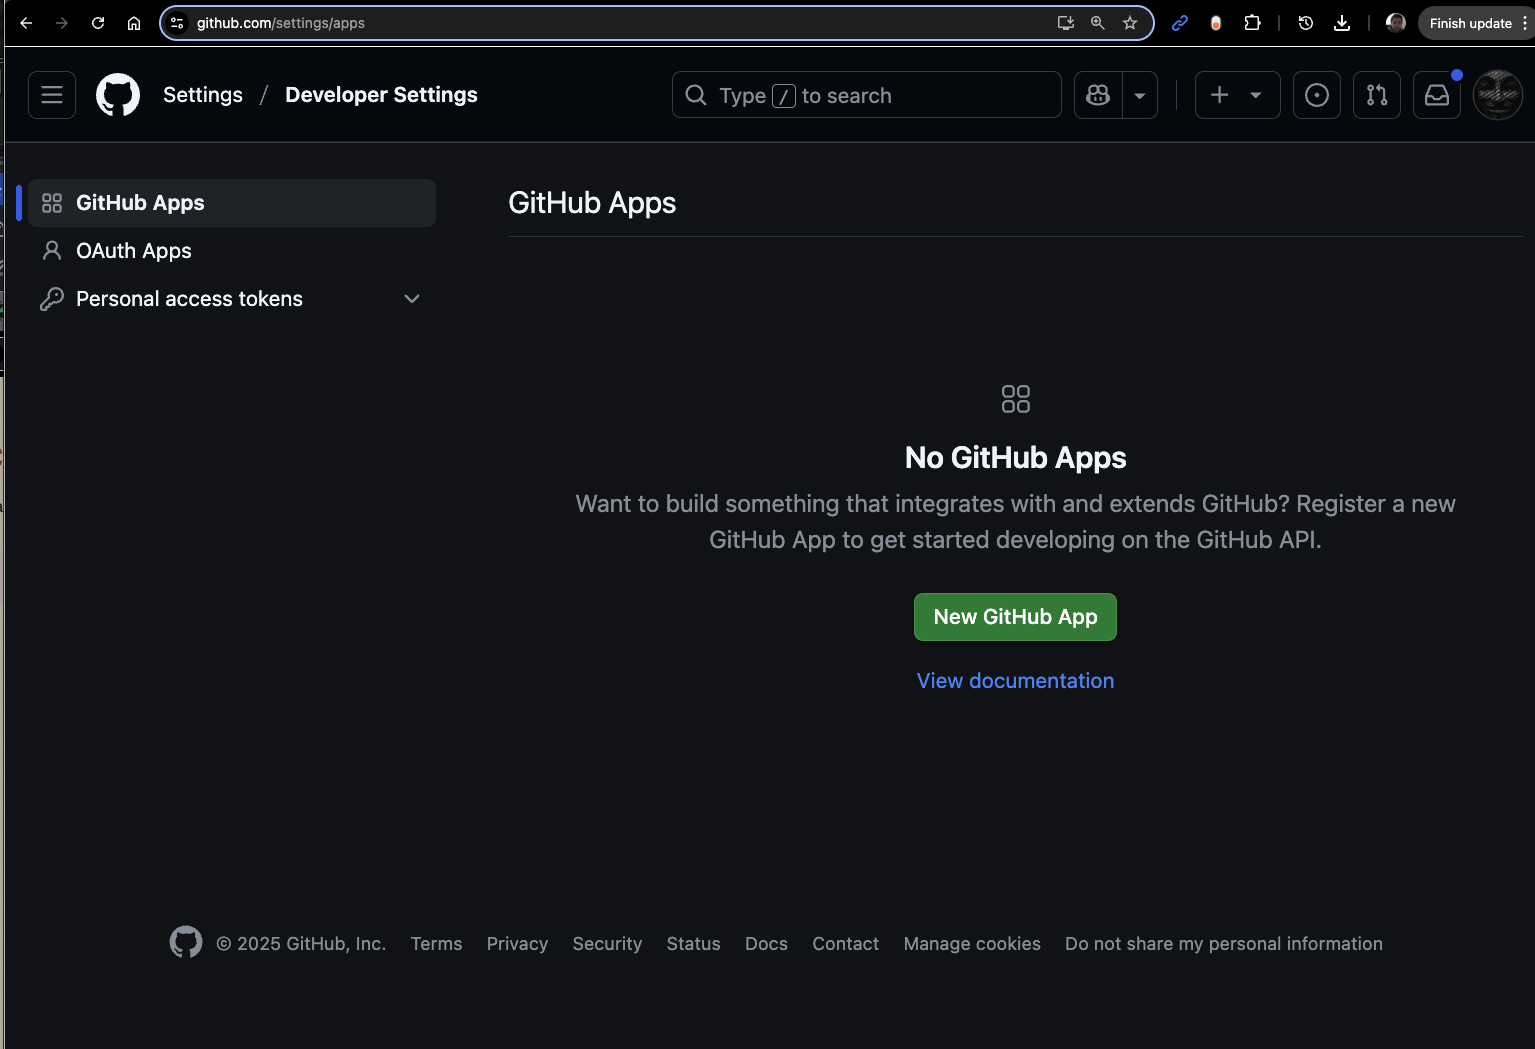 github.com/settings/apps
Finish update
Settings / Developer Settings
Type / to search
GitHub Apps
OAuth Apps
Personal access tokens
GitHub Apps
No GitHub Apps
Want to build something that integrates with and extends GitHub? Register a new
GitHub App to get started developing on the GitHub API.
New GitHub App
View documentation
© 2025 GitHub, Inc. Terms Privacy Security Status Docs Contact Manage cookies Do not share my personal information